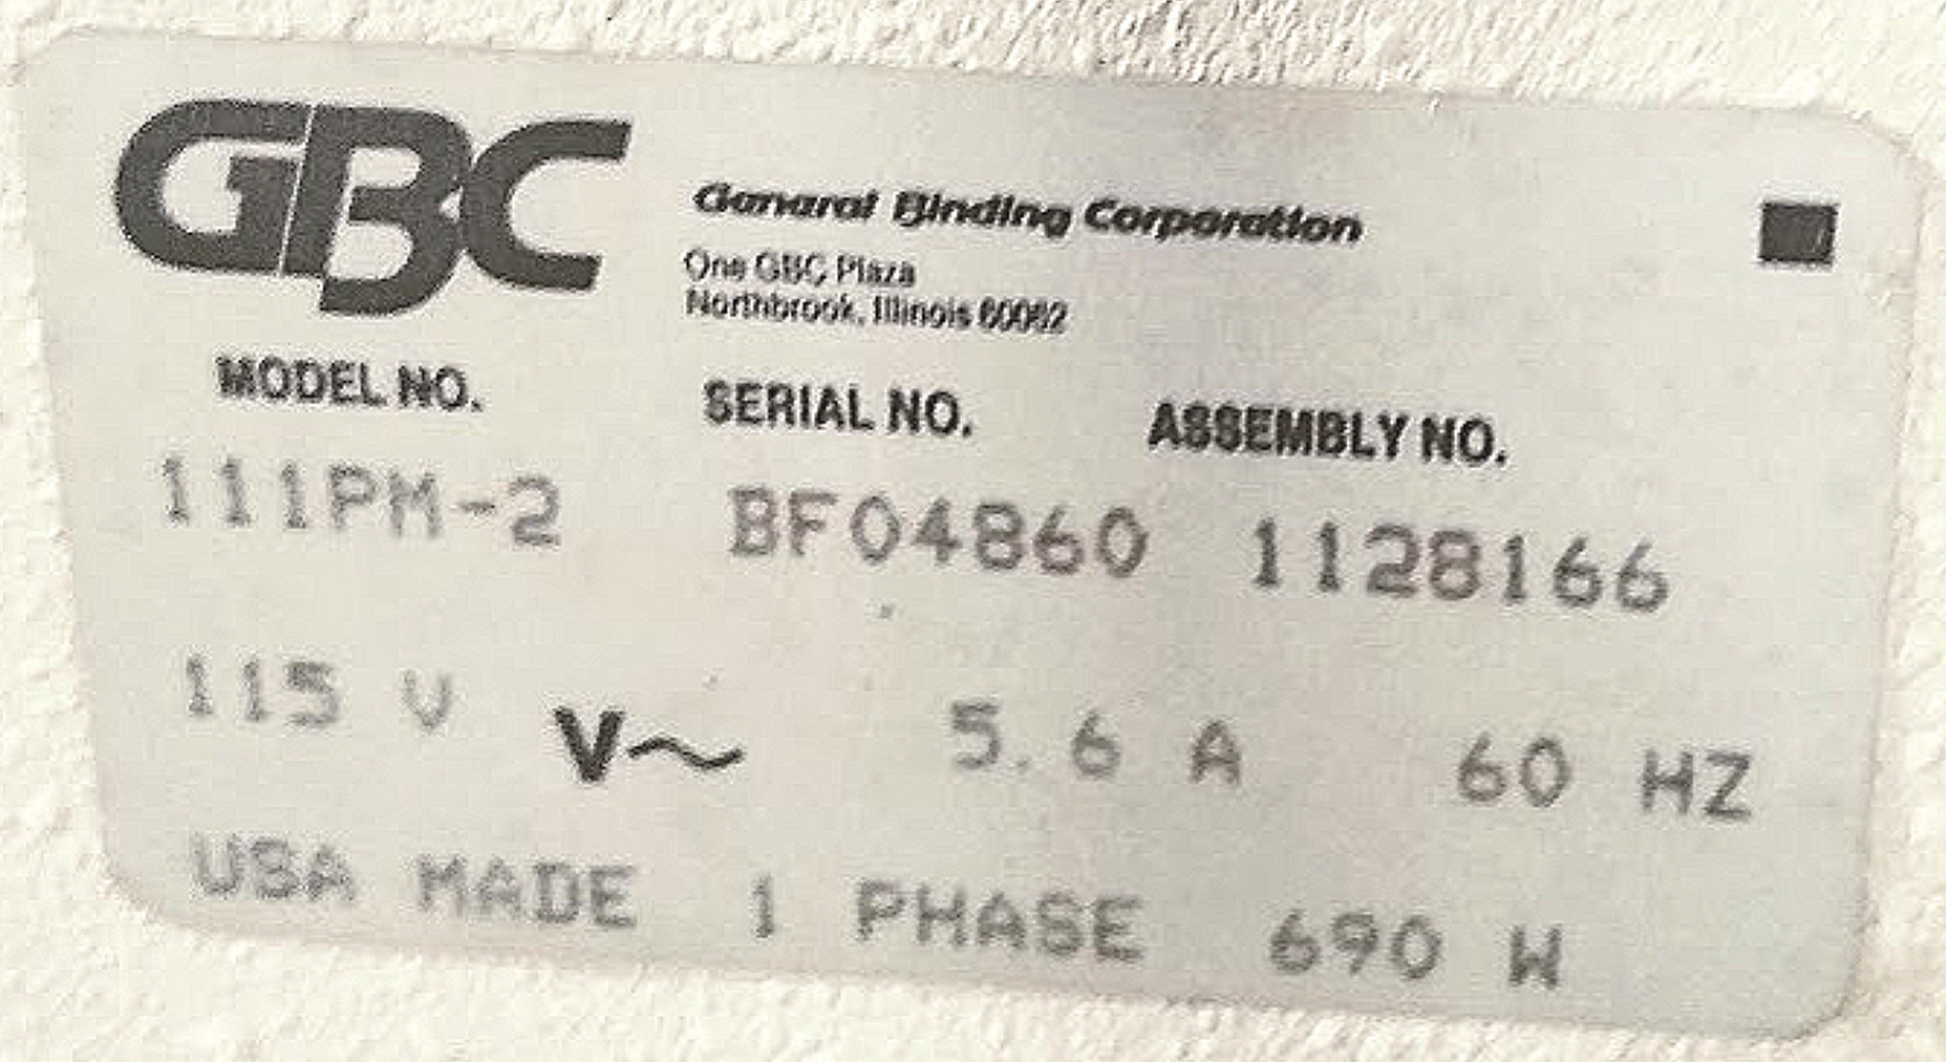 GBC
General Binding Corporation
One GBC Plaza
Northbrook, Illinois 60062
MODEL NO. SERIAL NO. ASSEMBLY NO.
111PM-2 BF04860 1128166
115 V V~ 5.6 A 60 HZ
USA MADE 1 PHASE 690 W